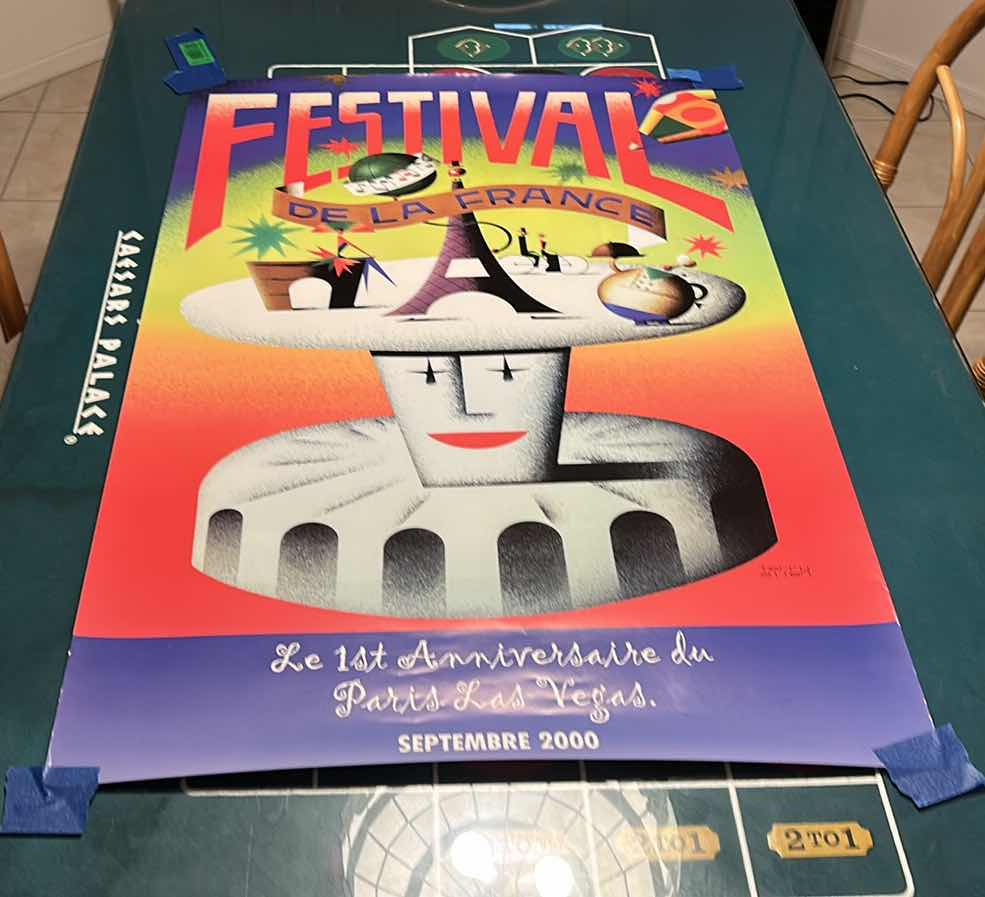 00
FESTIVAL
DE LA FRANCE
CAESARS PALACE®
Le 1st Anniversaire du
Paris Las Vegas.
SEPTEMBRE 2000
2 TO 1
2 TO 1